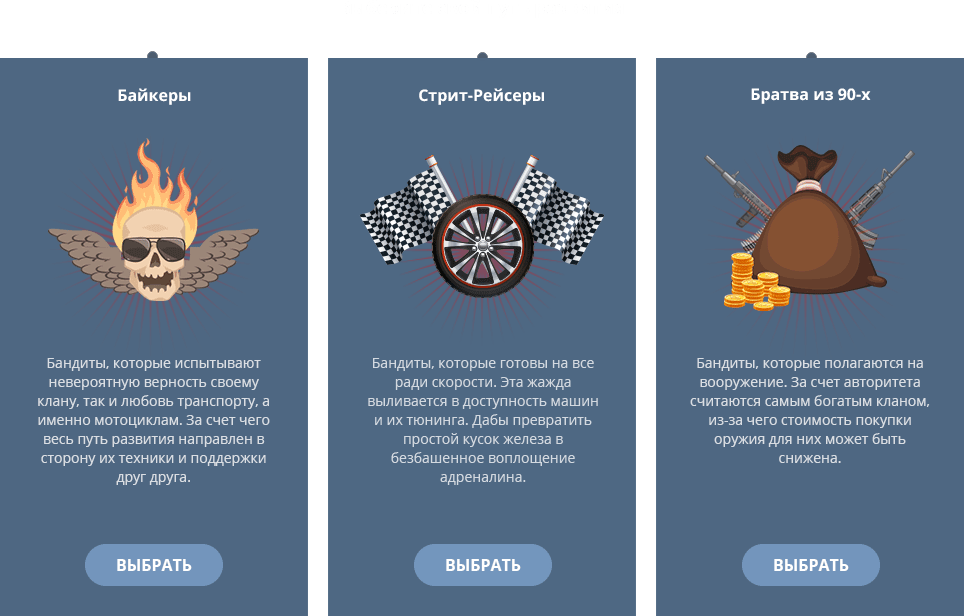 Байкеры
Бандиты, которые испытывают
невероятную верность своему
клану, так и любовь транспорту, а
именно мотоциклам. За счет чего
весь путь развития направлен в
сторону их техники и поддержки
друг друга.
ВЫБРАТЬ
Стрит-Рейсеры
Бандиты, которые готовы на все
ради скорости. Эта жажда
выливается в доступность машин
и их тюнинга. Дабы превратить
простой кусок железа в
безбашенное воплощение
адреналина.
ВЫБРАТЬ
Братва из 90-х
Бандиты, которые полагаются на
вооружение. За счет авторитета
считаются самым богатым кланом,
из-за чего стоимость покупки
оружия для них может быть
снижена.
ВЫБРАТЬ